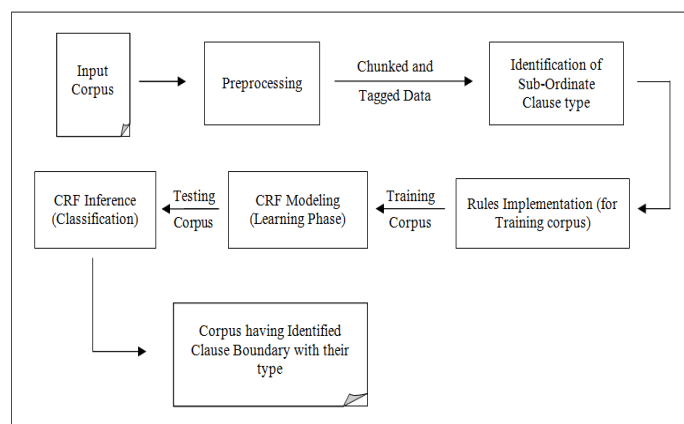 Input
Corpus
Preprocessing
Chunked and
Tagged Data
Identification of
Sub-Ordinate
Clause type
Rules Implementation (for
Training corpus)
Training
Corpus
CRF Modeling
(Learning Phase)
Testing
Corpus
CRF Inference
(Classification)
Corpus having Identified
Clause Boundary with their
type